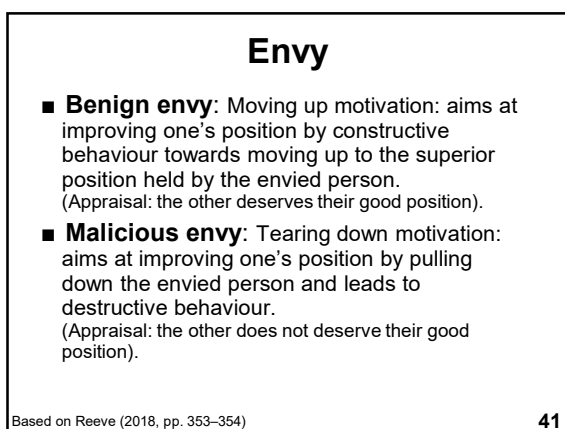 Envy
■ Benign envy: Moving up motivation: aims at
improving one’s position by constructive
behaviour towards moving up to the superior
position held by the envied person.
(Appraisal: the other deserves their good position).
■ Malicious envy: Tearing down motivation:
aims at improving one’s position by pulling
down the envied person and leads to
destructive behaviour.
(Appraisal: the other does not deserve their good
position).
Based on Reeve (2018, pp. 353–354)
41